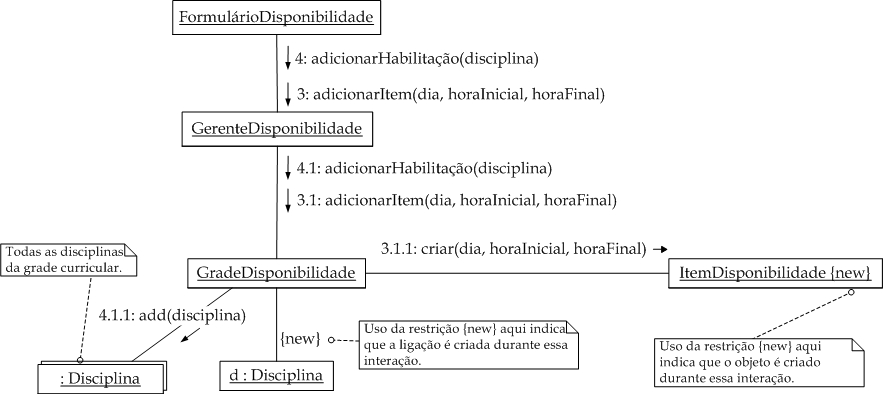 FormulárioDisponibilidade
4: adicionarHabilitação(disciplina)
3: adicionarItem(dia, horaInicial, horaFinal)
GerenteDisponibilidade
4.1: adicionarHabilitação(disciplina)
3.1: adicionarItem(dia, horaInicial, horaFinal)
3.1.1: criar(dia, horaInicial, horaFinal)
Todas as disciplinas
da grade curricular.
GradeDisponibilidade
ItemDisponibilidade {new}
4.1.1: add(disciplina)
{new}
Uso da restrição {new} aqui indica
que a ligação é criada durante essa
interação.
Uso da restrição {new} aqui
indica que o objeto é criado
durante essa interação.
: Disciplina
d : Disciplina